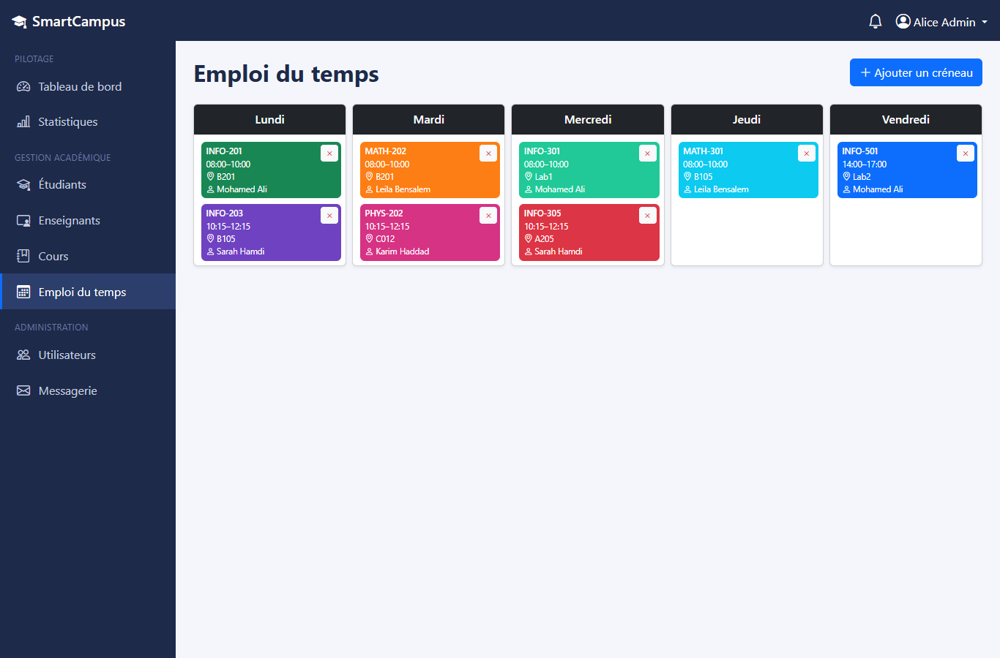 SmartCampus
Alice Admin
PILOTAGE
Tableau de bord
Statistiques
GESTION ACADÉMIQUE
Étudiants
Enseignants
Cours
Emploi du temps
ADMINISTRATION
Utilisateurs
Messagerie
Emploi du temps
+ Ajouter un créneau
Lundi
INFO-201
08:00–10:00
B201
Mohamed Ali
INFO-203
10:15–12:15
B105
Sarah Hamdi
Mardi
MATH-202
08:00–10:00
B201
Leila Bensalem
PHYS-202
10:15–12:15
C012
Karim Haddad
Mercredi
INFO-301
08:00–10:00
Lab1
Mohamed Ali
INFO-305
10:15–12:15
A205
Sarah Hamdi
Jeudi
MATH-301
08:00–10:00
B105
Leila Bensalem
Vendredi
INFO-501
14:00–17:00
Lab2
Mohamed Ali